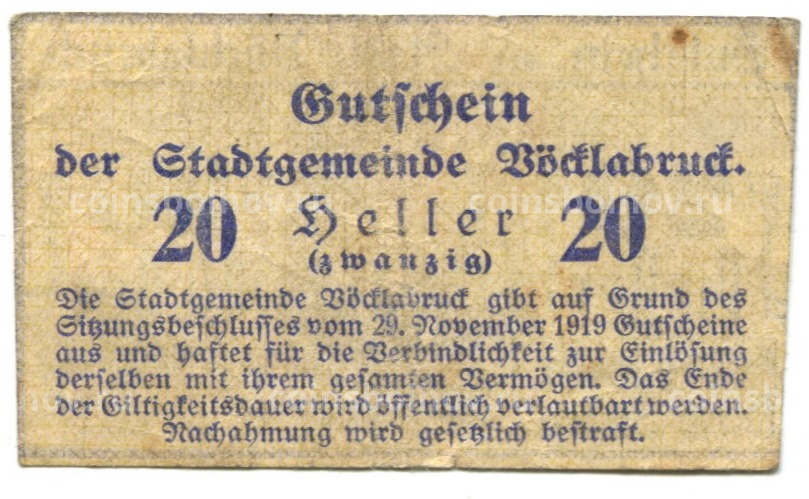 Gutschein
der Stadtgemeinde Vöcklabruck.
20 Heller 20
(zwanzig)
Die Stadtgemeinde Vöcklabruck gibt auf Grund des
Sitzungsbeschlusses vom 29. November 1919 Gutscheine
aus und haftet für die Verbindlichkeit zur Einlösung
derselben mit ihrem gesamten Vermögen. Das Ende
der Giltigkeitsdauer wird öffentlich verlautbart werden.
Nachahmung wird gesetzlich bestraft.
coinsbolhov.ru